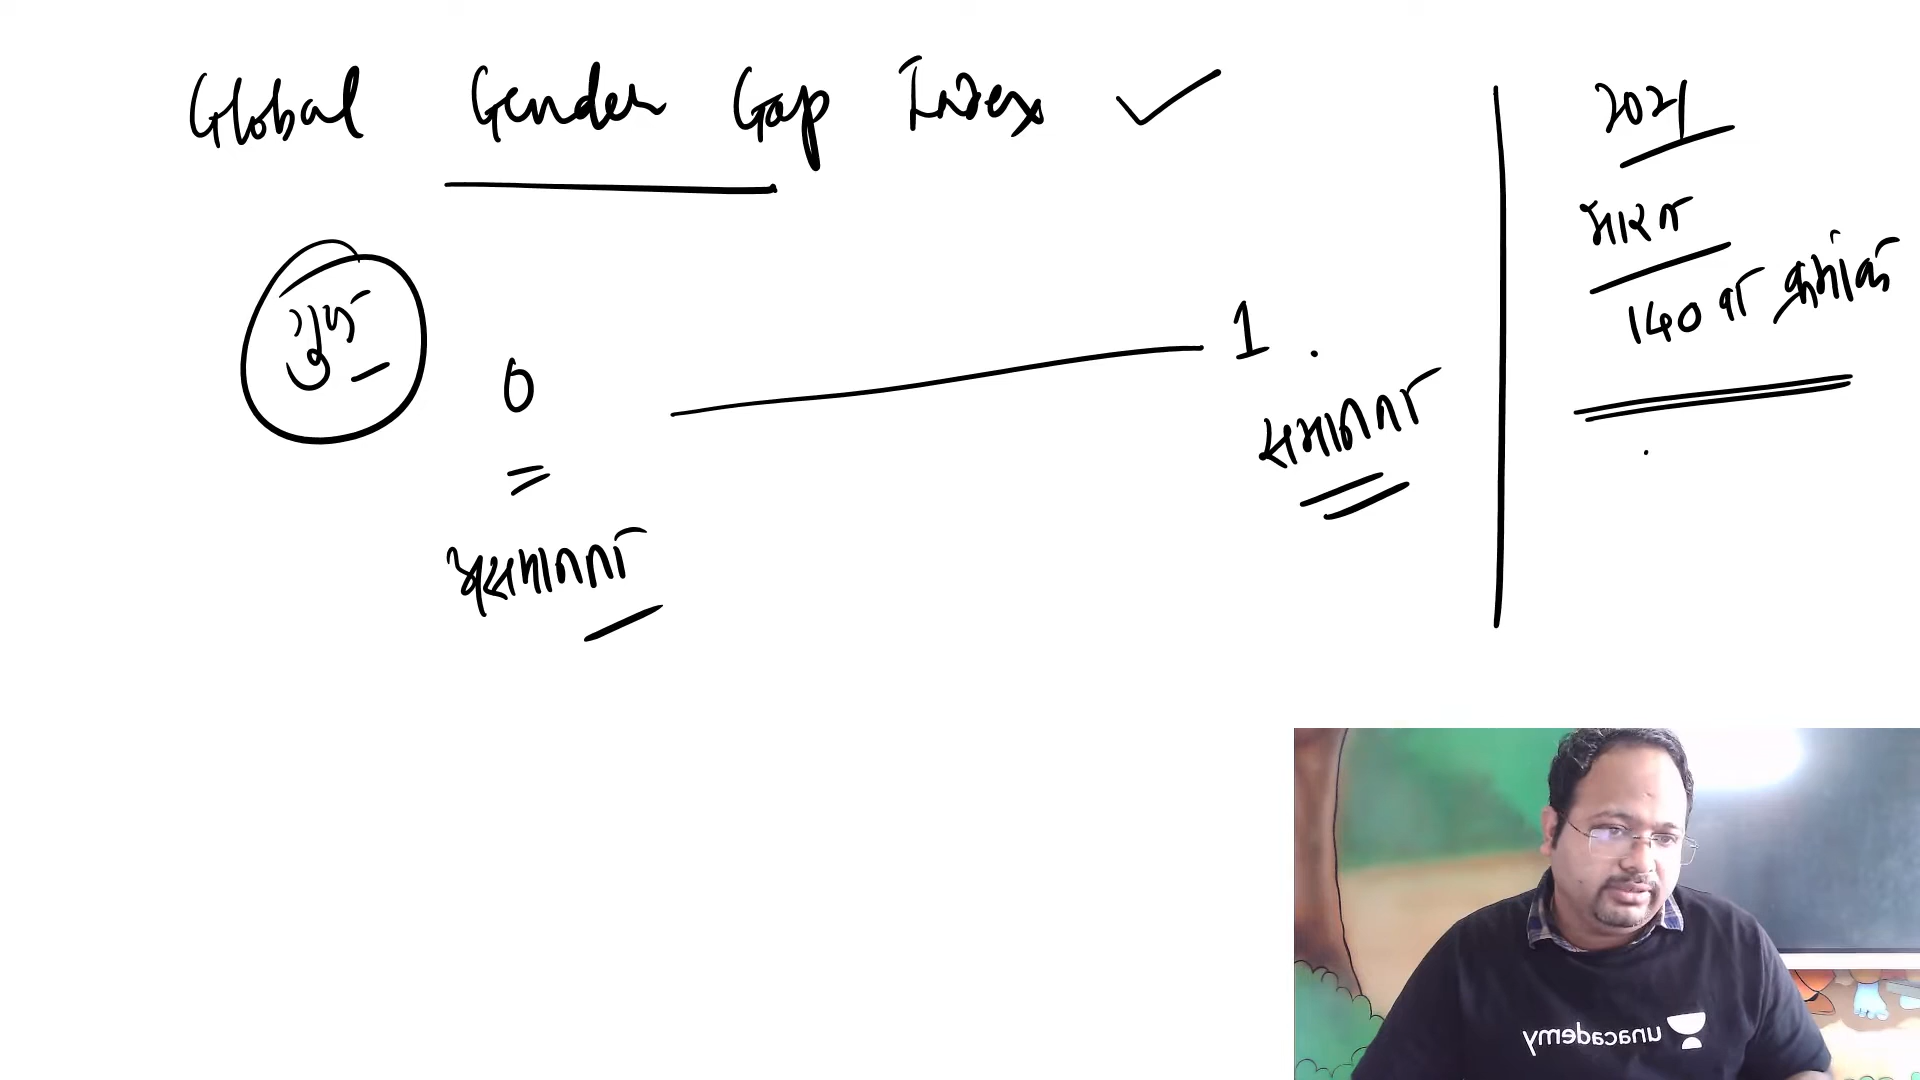 Global Gender Gap Index
2021
भारत
140 वा क्रमांक
गुण
0
1
समानता
असमानता
unacademy